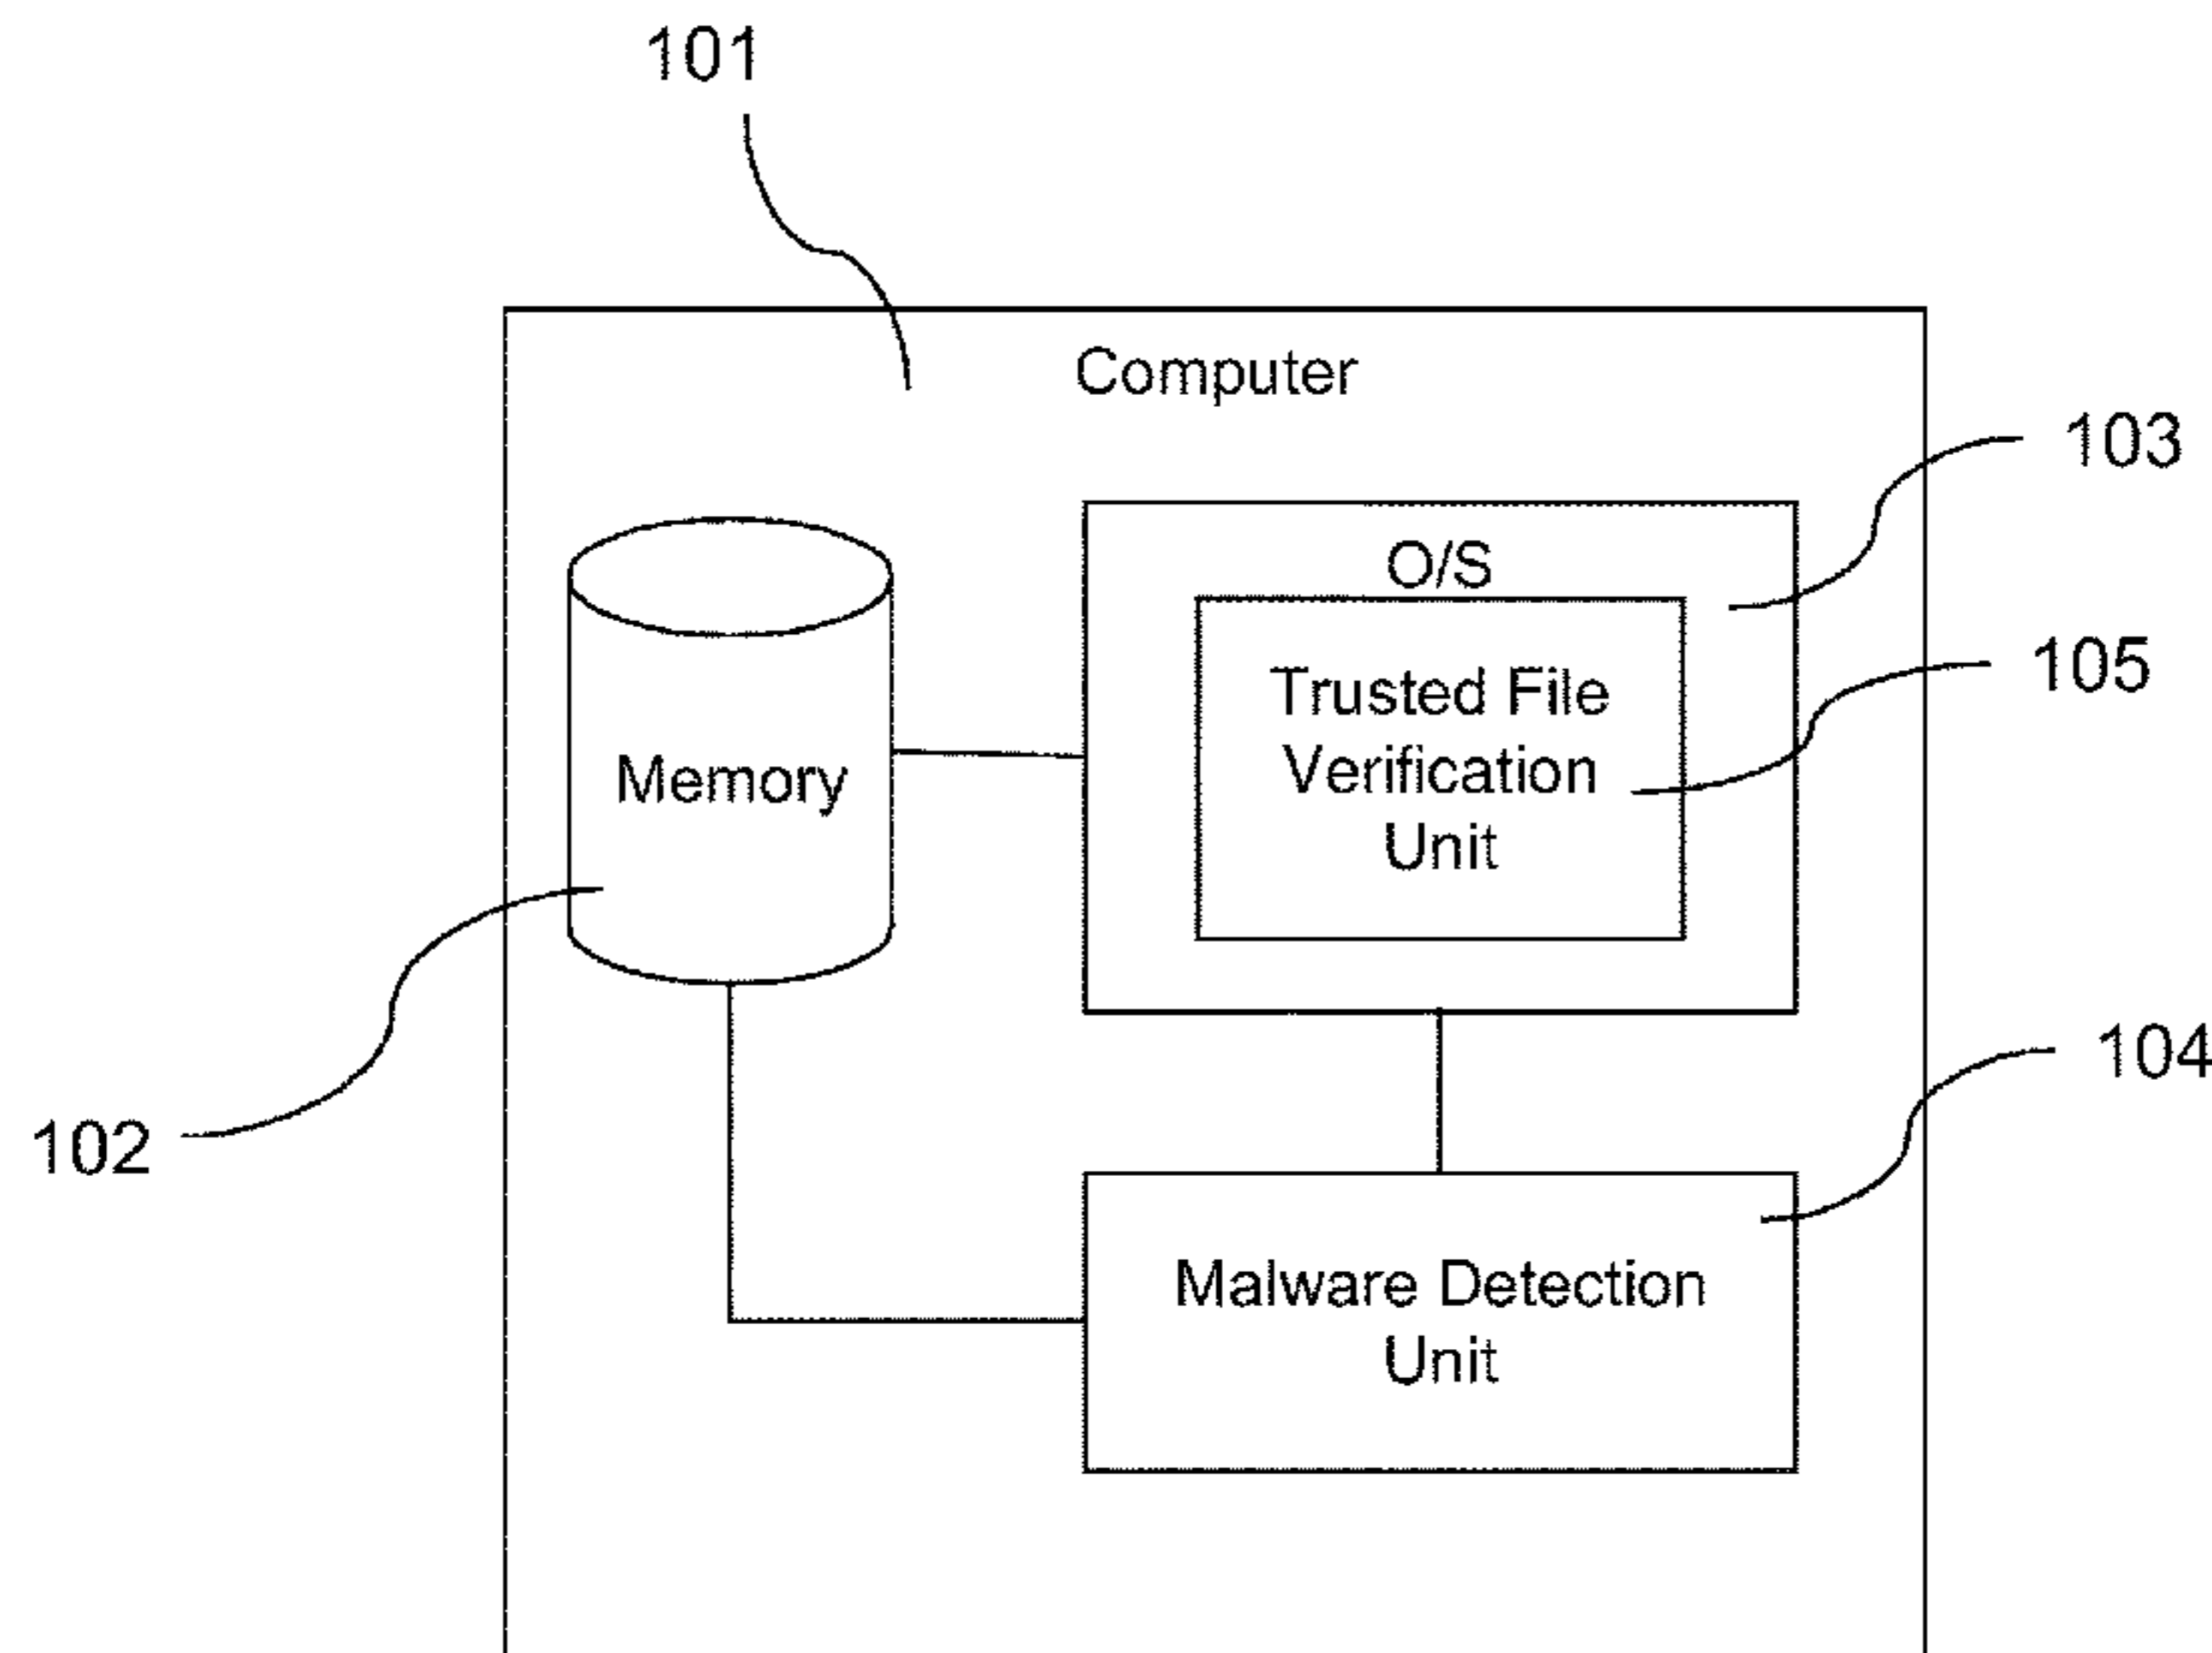 101
Computer
103
O/S
105
Trusted File
Verification
Unit
Memory
104
102
Malware Detection
Unit